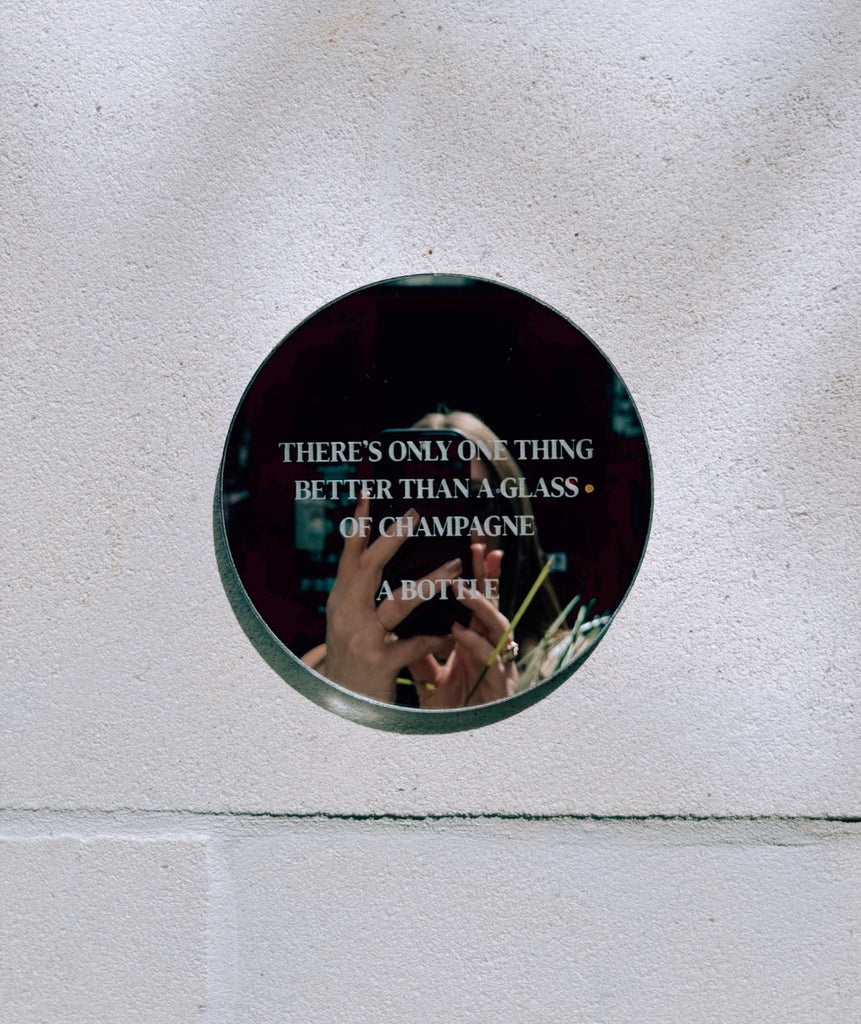 THERE'S ONLY ONE THING
BETTER THAN A GLASS
OF CHAMPAGNE
A BOTTLE